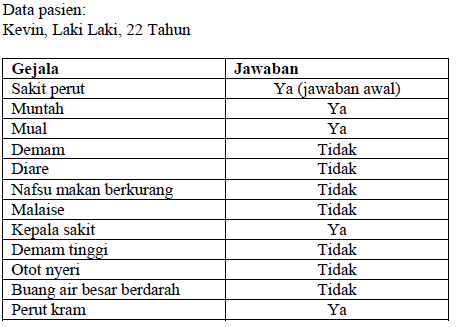 Data pasien:
Kevin, Laki Laki, 22 Tahun
Gejala Jawaban
Sakit perut Ya (jawaban awal)
Muntah Ya
Mual Ya
Demam Tidak
Diare Tidak
Nafsu makan berkurang Tidak
Malaise Tidak
Kepala sakit Ya
Demam tinggi Tidak
Otot nyeri Tidak
Buang air besar berdarah Tidak
Perut kram Ya